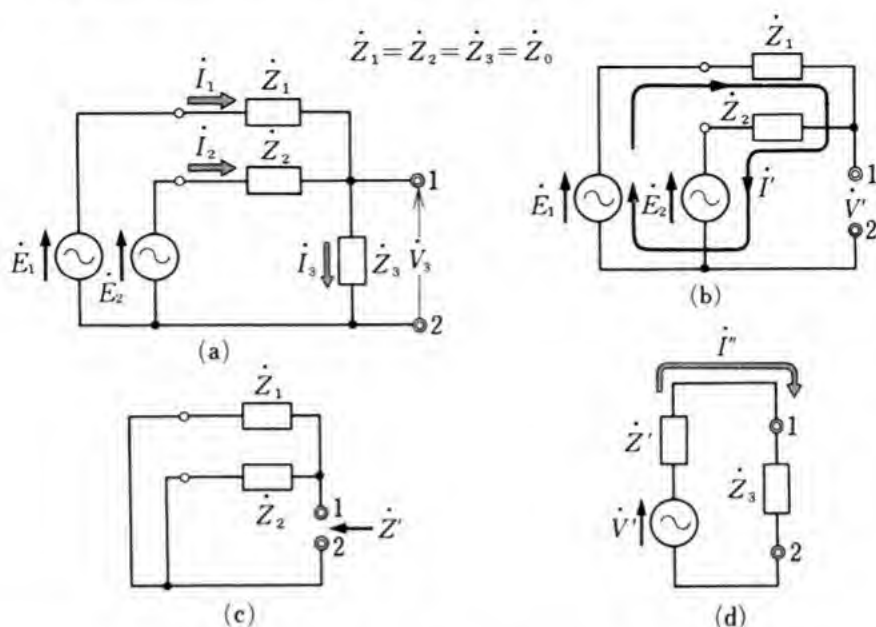 İ₁ Ż₁ Ż₁=Ż₂=Ż₃=Ż₀
İ₂ Ż₂
Ė₁ Ė₂ İ₃ Ż₃ V̇₃ 1 2
(a)
Ż₁
Ż₂
Ė₁ Ė₂ İ′ V̇′ 1 2
(b)
Ż₁
Ż₂ 1 2 Ż′
(c)
İ″
Ż′ 1
V̇′ Ż₃ 2
(d)